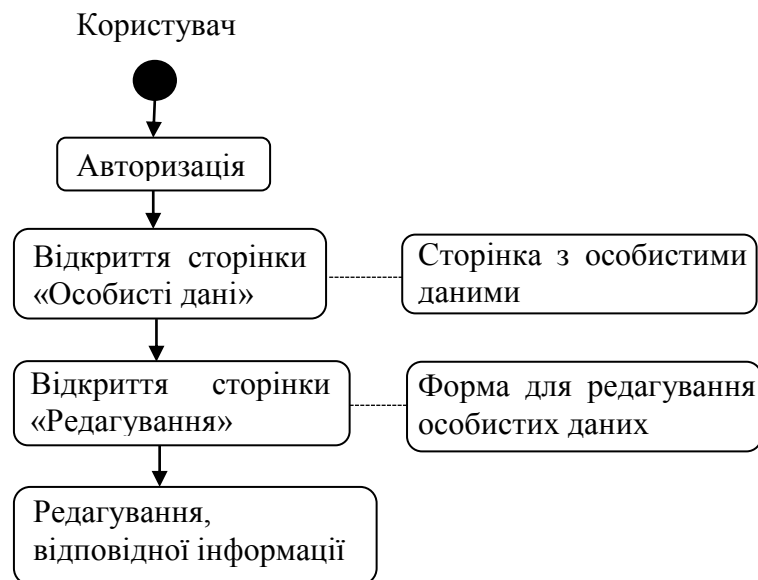 Користувач
Авторизація
Відкриття сторінки
«Особисті дані»
Сторінка з особистими
даними
Відкриття сторінки
«Редагування»
Форма для редагування
особистих даних
Редагування,
відповідної інформації